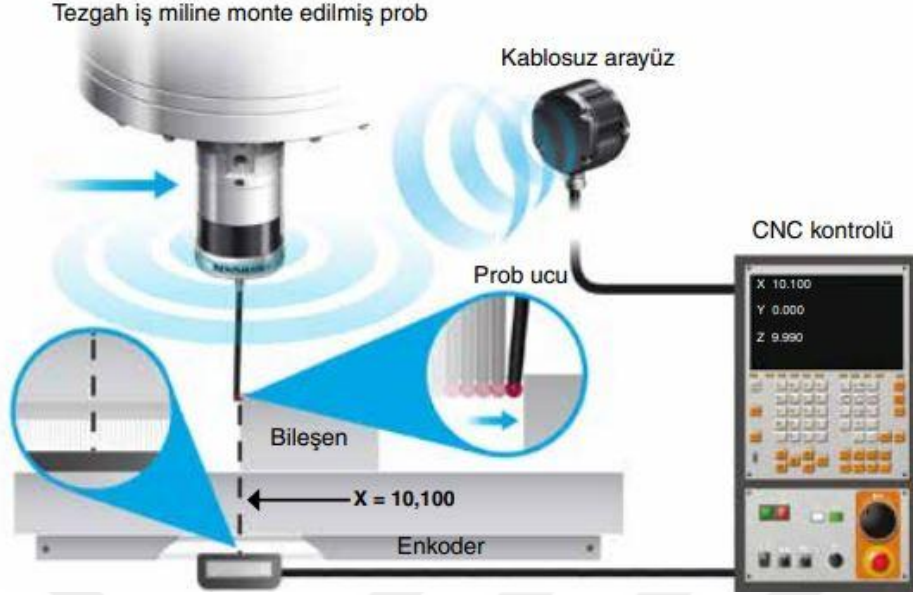 Tezgah iş miline monte edilmiş prob
Kablosuz arayüz
CNC kontrolü
Prob ucu
X 10.100
Y 0.000
Z 9.990
Bileşen
X = 10,100
Enkoder